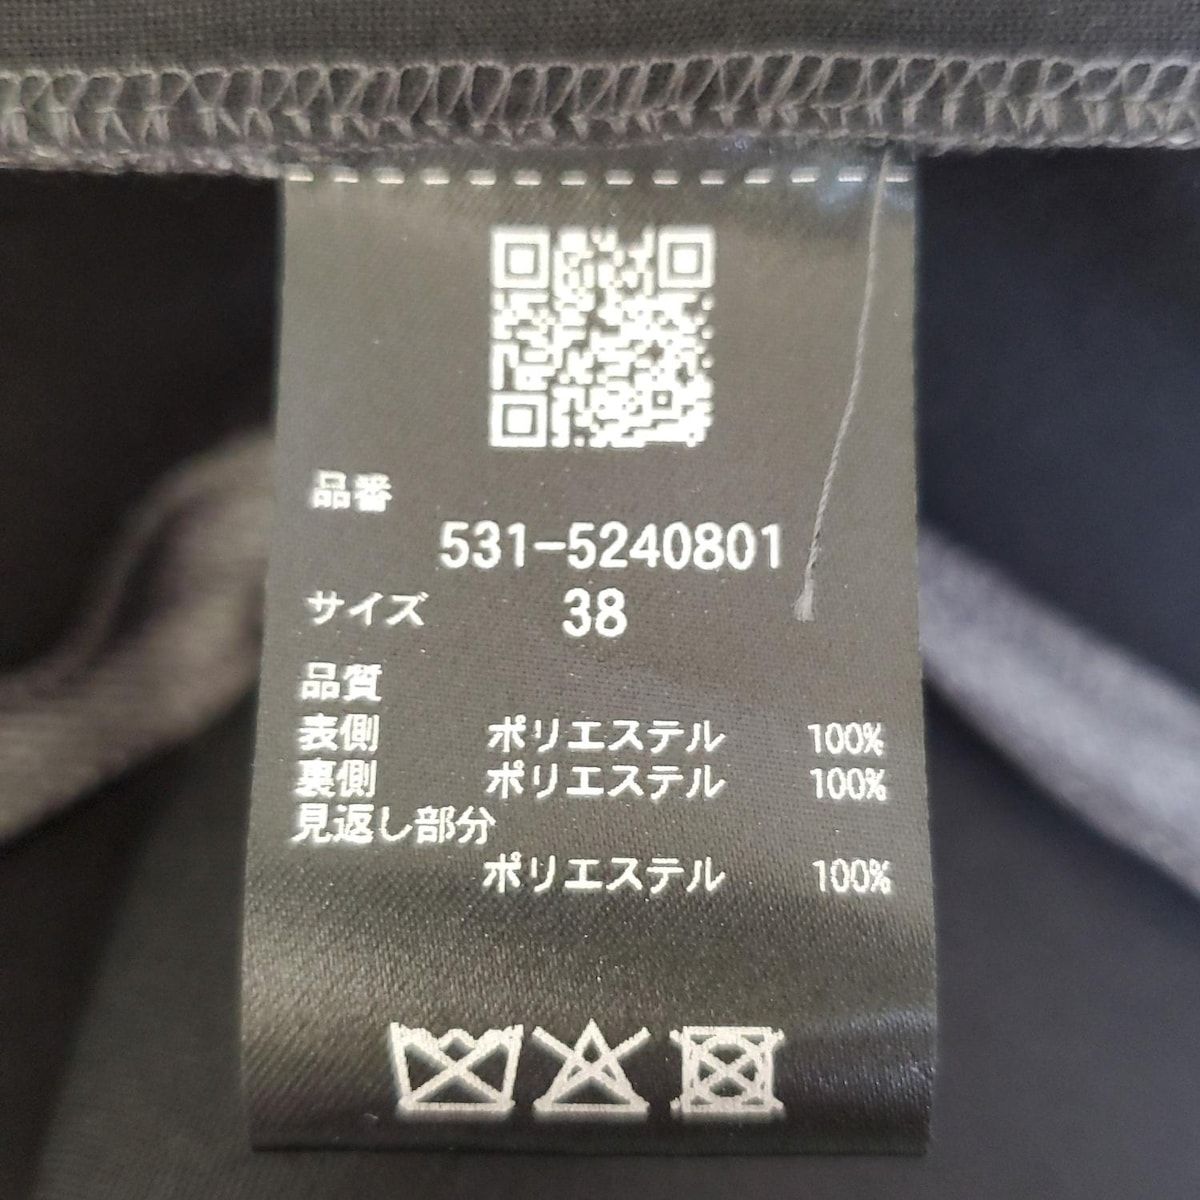 品番
531-5240801
サイズ 38
品質
表側 ポリエステル 100%
裏側 ポリエステル 100%
見返し部分
ポリエステル 100%